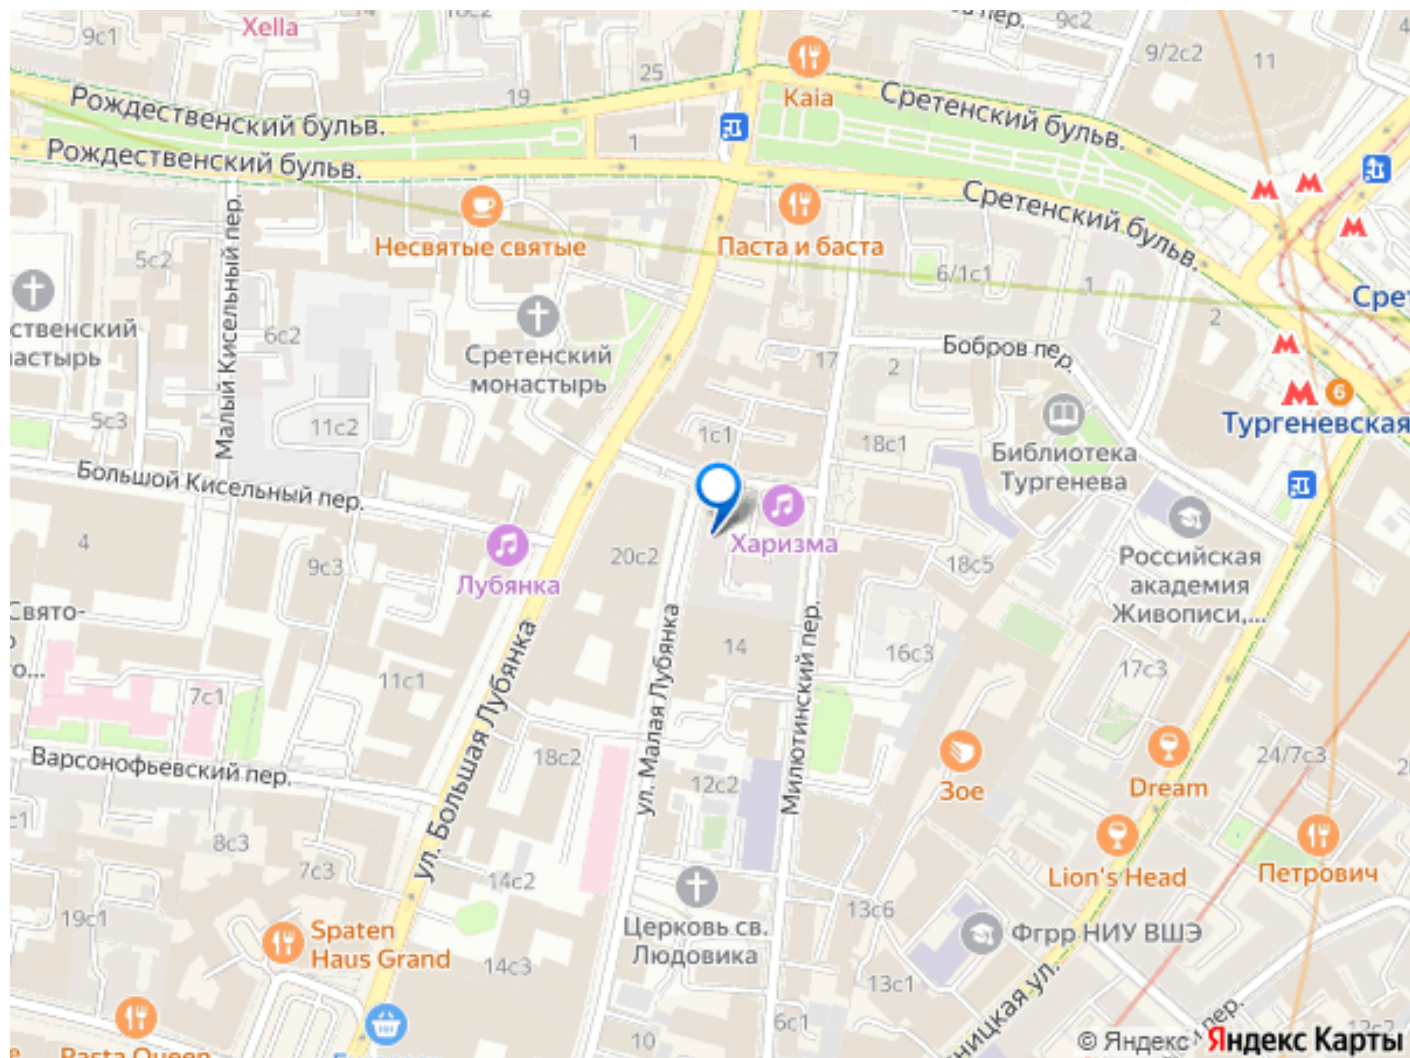 Xella
9с1
9с2
9/2с2
11
25
19
Kaia
Рождественский бульв.
Сретенский бульв.
1
Рождественский бульв.
Сретенский бульв.
Несвятые святые
Паста и баста
Малый Кисельный пер.
5с2
6/1с1
1
2
6с2
Сретенский
монастырь
17
2
Бобров пер.
6
Тургеневская
5с3
11с2
1с1
18с1
Библиотека
Тургенева
Большой Кисельный пер.
4
9с3
Лубянка
20с2
Харизма
18с5
Российская
академия
Живописи,...
14
16с3
17с3
7с1
11с1
ул. Большая Лубянка
ул. Малая Лубянка
Милютинский пер.
Варсонофьевский пер.
18с2
12с2
Зое
Dream
24/7с3
8с3
7с3
14с2
Lion's Head
Петрович
19с1
Spaten
Haus Grand
14с3
Церковь св.
Людовика
13с6
Фгрр НИУ ВШЭ
13с1
6с1
10
12с2
Pasta Queen
© Яндекс Яндекс Карты